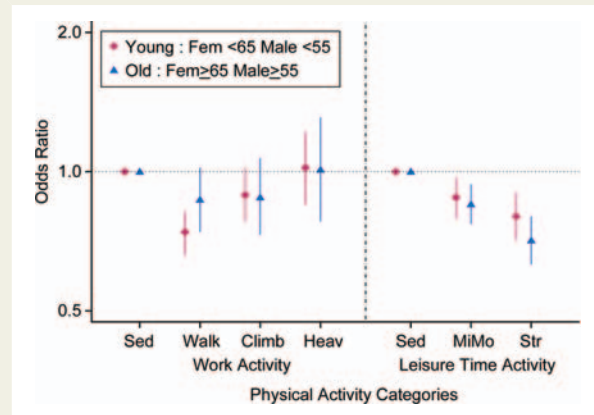 2.0
Young : Fem <65 Male <55
Old : Fem≥65 Male≥55
Odds Ratio
1.0
0.5
Sed Walk Climb Heav Sed MiMo Str
Work Activity Leisure Time Activity
Physical Activity Categories